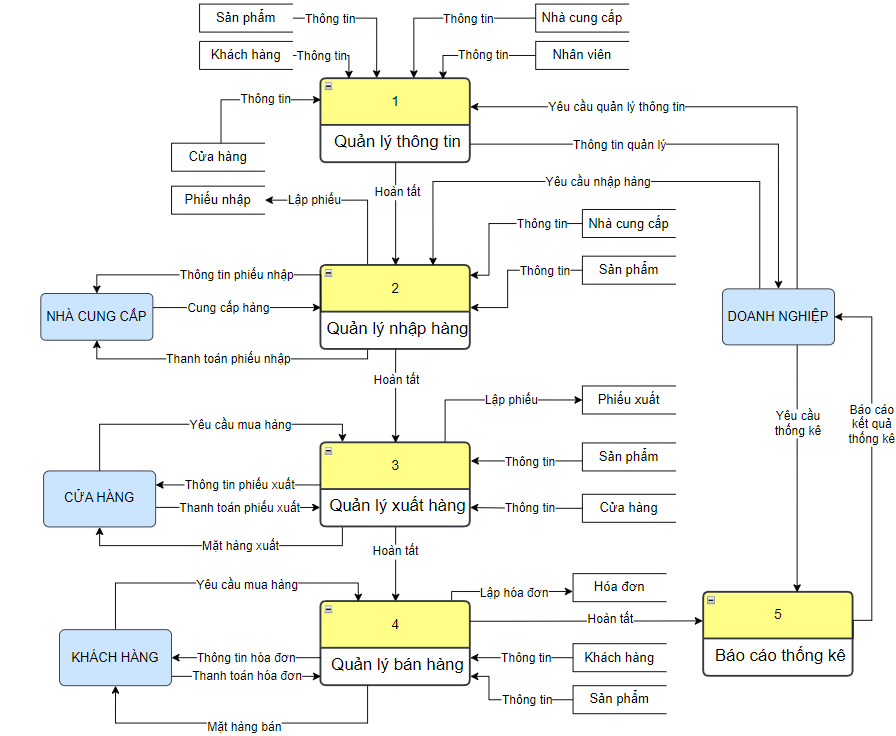 Sản phẩm
Thông tin
Thông tin
Nhà cung cấp
Khách hàng
Thông tin
Thông tin
Nhân viên
Thông tin
1
Yêu cầu quản lý thông tin
Quản lý thông tin
Thông tin quản lý
Cửa hàng
Hoàn tất
Yêu cầu nhập hàng
Phiếu nhập
Lập phiếu
Thông tin
Nhà cung cấp
Thông tin
Sản phẩm
Thông tin phiếu nhập
2
NHÀ CUNG CẤP
Cung cấp hàng
Quản lý nhập hàng
DOANH NGHIỆP
Thanh toán phiếu nhập
Hoàn tất
Lập phiếu
Phiếu xuất
Yêu cầu
thống kê
Báo cáo
kết quả
thống kê
Yêu cầu mua hàng
3
Thông tin
Sản phẩm
CỬA HÀNG
Thông tin phiếu xuất
Thanh toán phiếu xuất
Quản lý xuất hàng
Thông tin
Cửa hàng
Mặt hàng xuất
Hoàn tất
Yêu cầu mua hàng
Lập hóa đơn
Hóa đơn
4
Hoàn tất
5
KHÁCH HÀNG
Thông tin hóa đơn
Thanh toán hóa đơn
Quản lý bán hàng
Thông tin
Khách hàng
Báo cáo thống kê
Thông tin
Sản phẩm
Mặt hàng bán